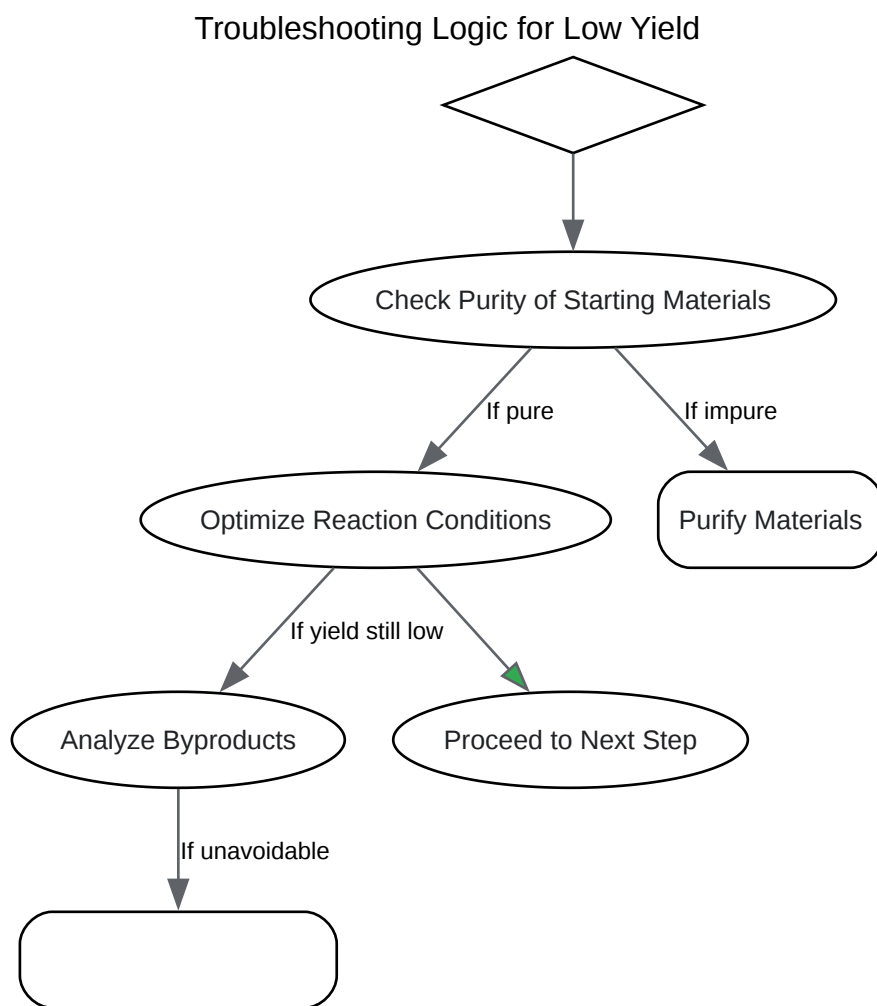 Troubleshooting Logic for Low Yield
Check Purity of Starting Materials
If pure
If impure
Optimize Reaction Conditions
Purify Materials
If yield still low
Analyze Byproducts
Proceed to Next Step
If unavoidable